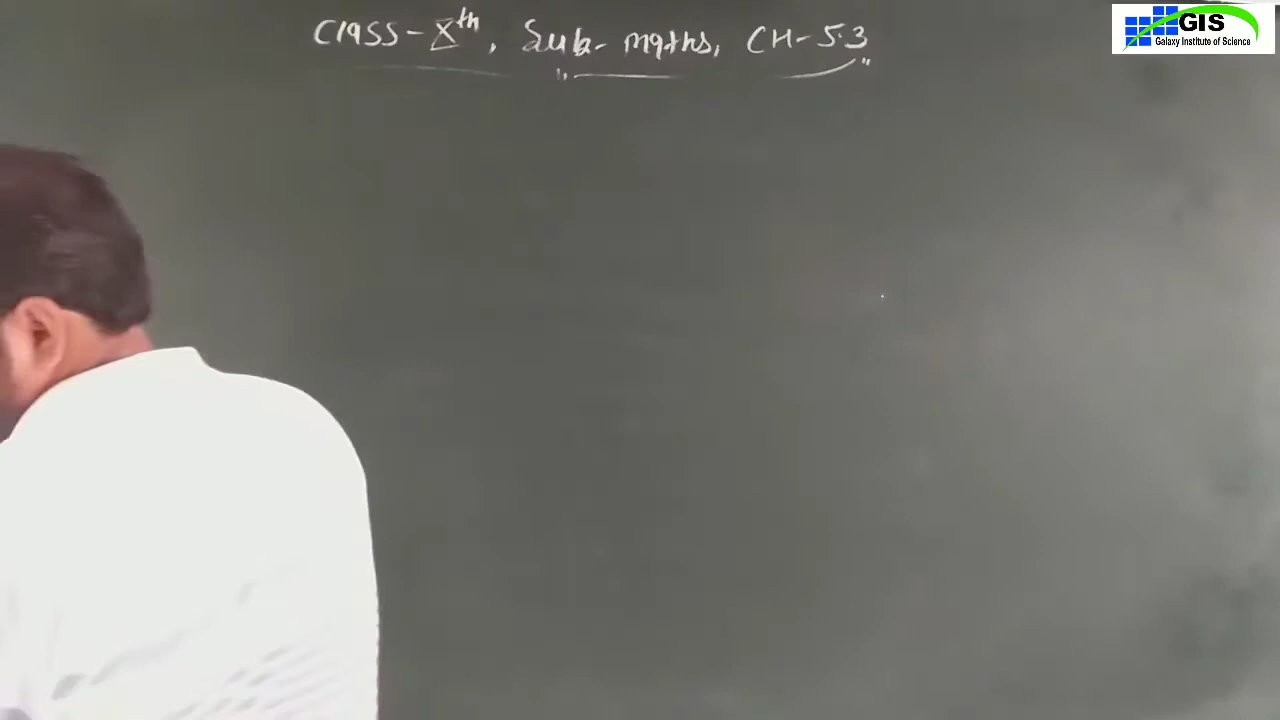 Class-Xth, Sub- maths, CH-5.3
GIS
Galaxy Institute of Science